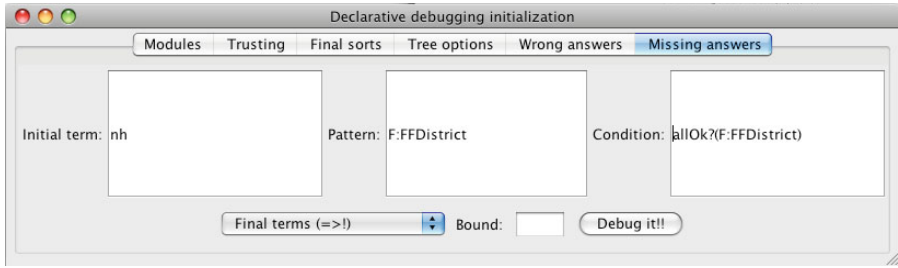 Declarative debugging initialization
Modules Trusting Final sorts Tree options Wrong answers Missing answers
Initial term: nh Pattern: F:FFDistrict Condition: allOk?(F:FFDistrict)
Final terms (=>!) Bound: Debug it!!